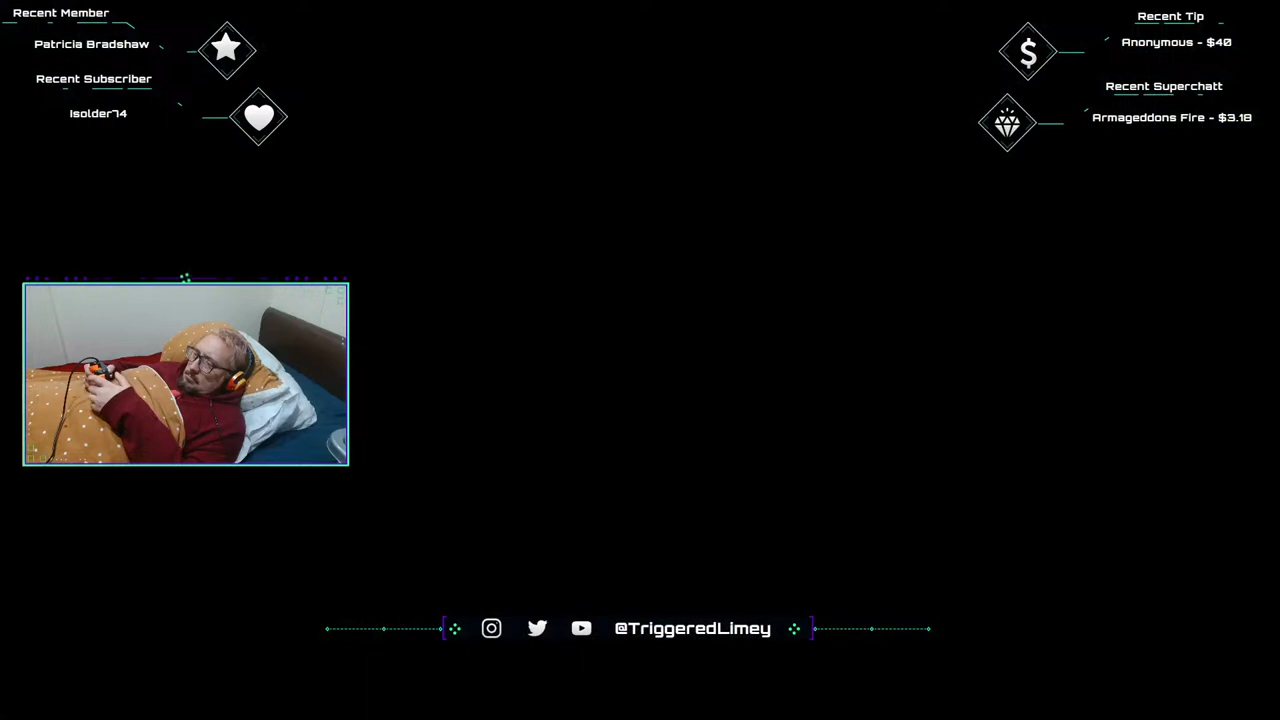 Recent Member
Patricia Bradshaw
Recent Subscriber
Isolder74
Recent Tip
Anonymous - $40
Recent Superchatt
Armageddons Fire - $3.18
@TriggeredLimey